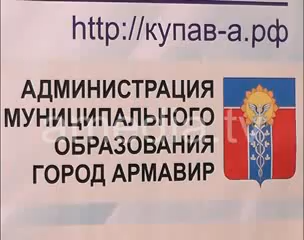 http://купав-а.рф
АДМИНИСТРАЦИЯ
МУНИЦИПАЛЬНОГО
ОБРАЗОВАНИЯ
ГОРОД АРМАВИР